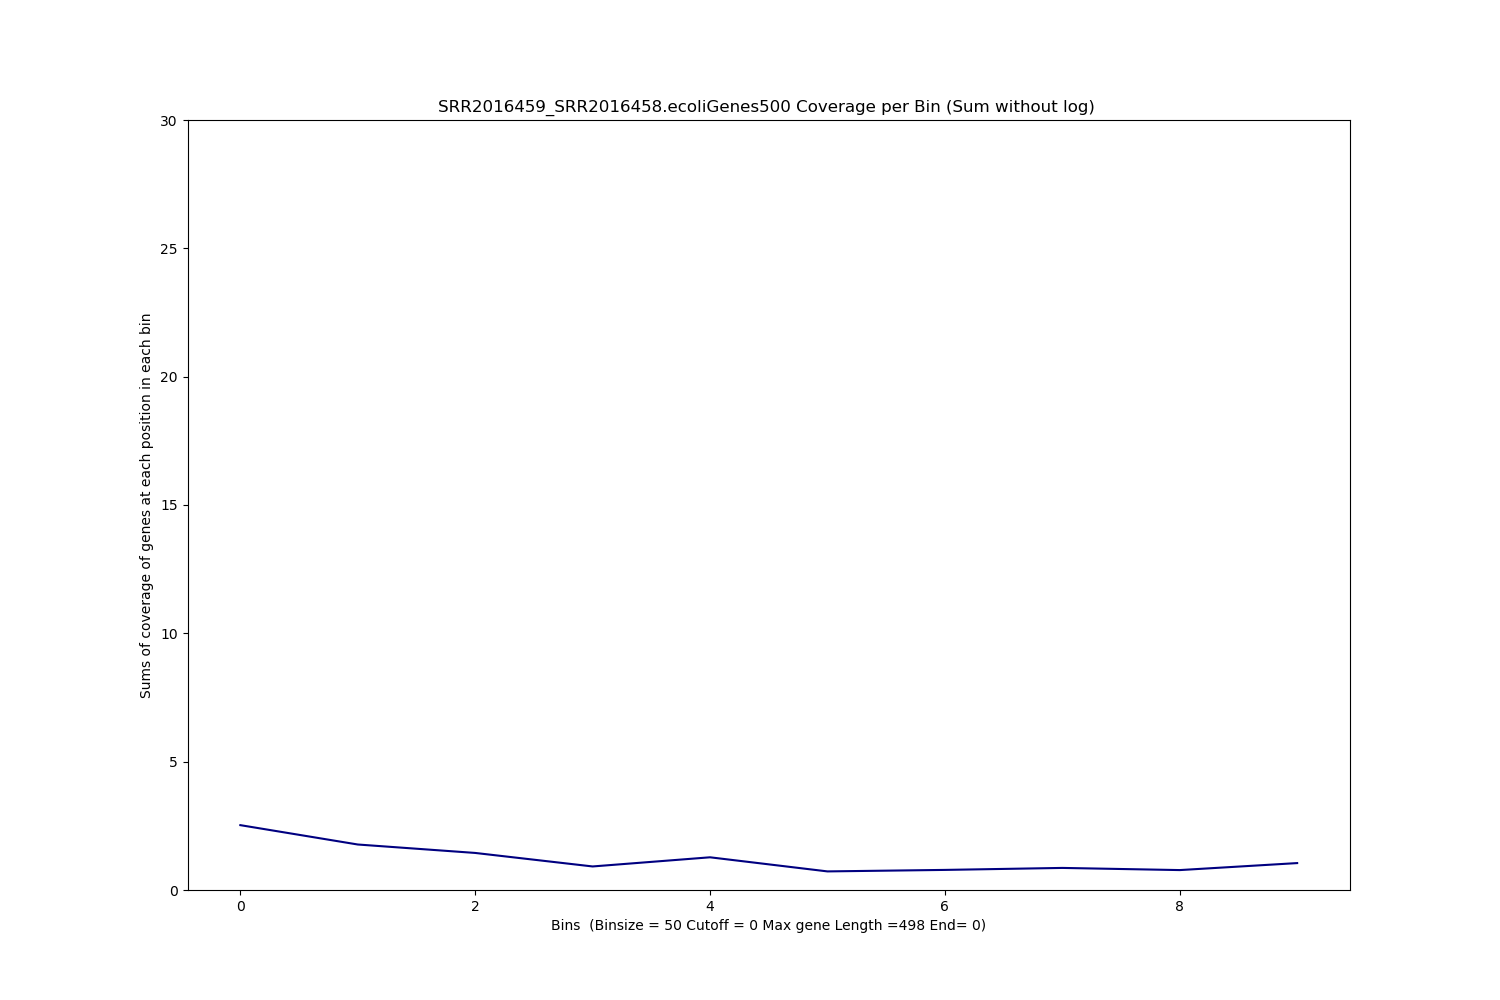 SRR2016459_SRR2016458.ecoliGenes500 Coverage per Bin (Sum without log)
30
25
20
15
10
5
0
Sums of coverage of genes at each position in each bin
0 2 4 6 8
Bins  (Binsize = 50 Cutoff = 0 Max gene Length =498 End= 0)